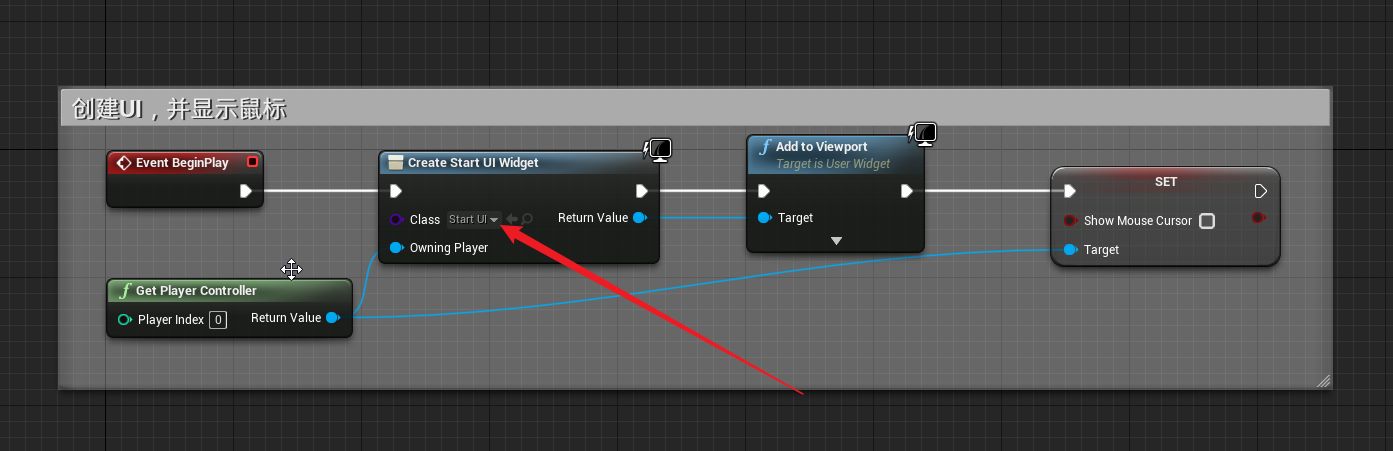 创建UI，并显示鼠标
Event BeginPlay
Create Start UI Widget
Class Start UI
Return Value
Owning Player
Add to Viewport
Target is User Widget
Target
SET
Show Mouse Cursor
Target
Get Player Controller
Player Index 0
Return Value